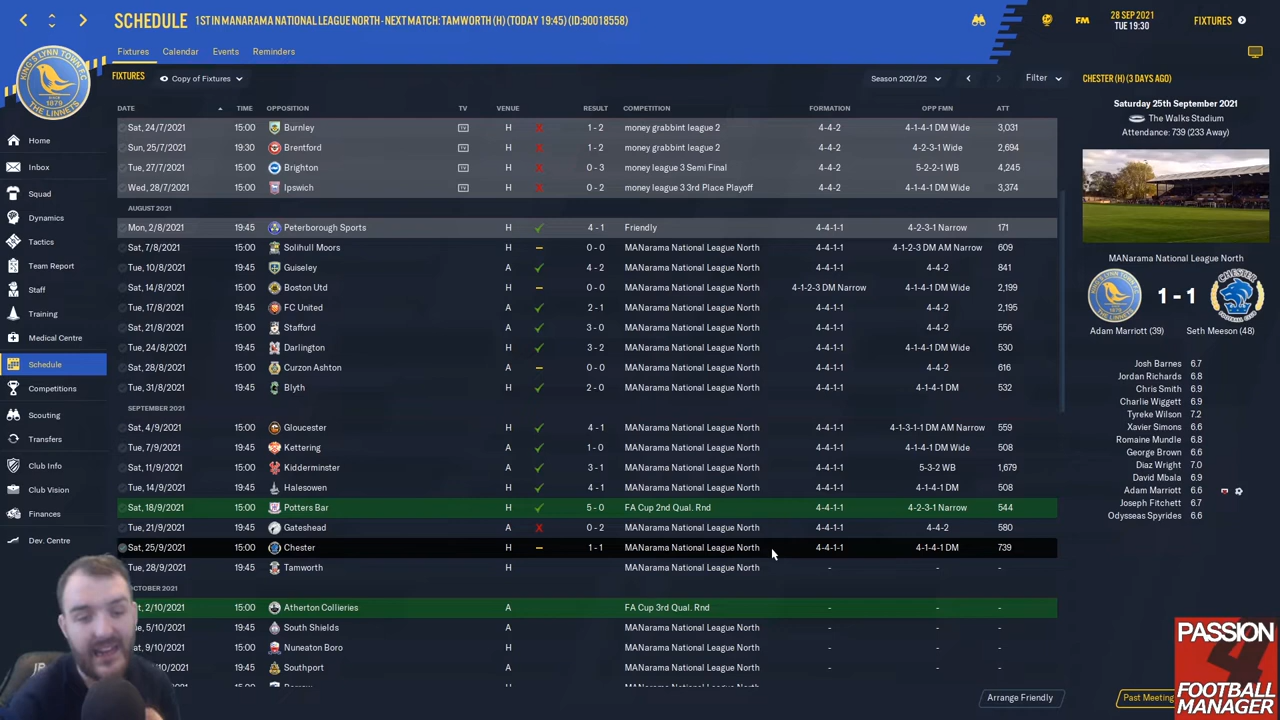 SCHEDULE
1ST IN MANARAMA NATIONAL LEAGUE NORTH - NEXT MATCH: TAMWORTH (H) (TODAY 19:45) (ID:90018558)
FM
28 SEP 2021
TUE 19:30
FIXTURES
Fixtures Calendar Events Reminders
KING'S LYNN TOWN F.C.
1879
THE LINNETS
FIXTURES Copy of Fixtures Season 2021/22 Filter
DATE TIME OPPOSITION TV VENUE RESULT COMPETITION FORMATION OPP FMN ATT
Sat, 24/7/2021 15:00 Burnley TV H 1 - 2 money grabbint league 2 4-4-2 4-1-4-1 DM Wide 3,031
Sun, 25/7/2021 19:30 Brentford TV H 1 - 2 money grabbint league 2 4-4-2 4-2-3-1 Wide 2,694
Tue, 27/7/2021 15:00 Brighton TV H 0 - 3 money league 3 Semi Final 4-4-2 5-2-2-1 WB 4,245
Wed, 28/7/2021 15:00 Ipswich TV H 0 - 2 money league 3 3rd Place Playoff 4-4-2 4-1-4-1 DM Wide 3,374
AUGUST 2021
Mon, 2/8/2021 19:45 Peterborough Sports H 4 - 1 Friendly 4-4-1-1 4-2-3-1 Narrow 171
Sat, 7/8/2021 15:00 Solihull Moors H 0 - 0 MANarama National League North 4-4-1-1 4-1-2-3 DM AM Narrow 609
Tue, 10/8/2021 19:45 Guiseley A 4 - 2 MANarama National League North 4-4-1-1 4-4-2 841
Sat, 14/8/2021 15:00 Boston Utd H 0 - 0 MANarama National League North 4-1-2-3 DM Narrow 4-1-4-1 DM Wide 2,199
Tue, 17/8/2021 19:45 FC United A 2 - 1 MANarama National League North 4-4-1-1 4-4-2 2,195
Sat, 21/8/2021 15:00 Stafford A 3 - 0 MANarama National League North 4-4-1-1 4-4-2 556
Tue, 24/8/2021 19:45 Darlington H 3 - 2 MANarama National League North 4-4-1-1 4-1-4-1 DM Wide 530
Sat, 28/8/2021 15:00 Curzon Ashton A 0 - 0 MANarama National League North 4-4-1-1 4-4-2 616
Tue, 31/8/2021 19:45 Blyth H 2 - 0 MANarama National League North 4-4-1-1 4-1-4-1 DM 532
SEPTEMBER 2021
Sat, 4/9/2021 15:00 Gloucester H 4 - 1 MANarama National League North 4-4-1-1 4-1-3-1-1 DM AM Narrow 559
Tue, 7/9/2021 19:45 Kettering A 1 - 0 MANarama National League North 4-4-1-1 4-4-2 508
Sat, 11/9/2021 15:00 Kidderminster A 3 - 1 MANarama National League North 4-4-1-1 5-3-2 WB 1,679
Tue, 14/9/2021 19:45 Halesowen H 4 - 1 MANarama National League North 4-4-1-1 4-1-4-1 DM 508
Sat, 18/9/2021 15:00 Potters Bar H 5 - 0 FA Cup 2nd Qual. Rnd 4-4-1-1 4-2-3-1 Narrow 544
Tue, 21/9/2021 19:45 Gateshead A 0 - 2 MANarama National League North 4-4-1-1 4-4-2 580
Sat, 25/9/2021 15:00 Chester H 1 - 1 MANarama National League North 4-4-1-1 4-1-4-1 DM 739
Tue, 28/9/2021 19:45 Tamworth H MANarama National League North - - -
OCTOBER 2021
2/10/2021 15:00 Atherton Collieries A FA Cup 3rd Qual. Rnd - - -
5/10/2021 19:45 South Shields A MANarama National League North - - -
9/10/2021 15:00 Nuneaton Boro H MANarama National League North - - -
10/2021 19:45 Southport A MANarama National League North - - -
Home
Inbox
Squad
Dynamics
Tactics
Team Report
Staff
Training
Medical Centre
Schedule
Competitions
Scouting
Transfers
Club Info
Club Vision
Finances
Dev. Centre
CHESTER (H) (3 DAYS AGO)
Saturday 25th September 2021
The Walks Stadium
Attendance: 739 (233 Away)
MANarama National League North
1 - 1
CHESTER
FOOTBALL CLUB
Adam Marriott (39) Seth Meeson (48)
Josh Barnes 6.7
Jordan Richards 6.8
Chris Smith 6.9
Charlie Wiggett 6.9
Tyreke Wilson 7.2
Xavier Simons 6.6
Romaine Mundle 6.8
George Brown 6.6
Diaz Wright 7.0
David Mbala 6.9
Adam Marriott 6.6
Joseph Fitchett 6.7
Odysseas Spyrides 6.6
Arrange Friendly
Past Meeting
PASSION
4
FOOTBALL
MANAGER